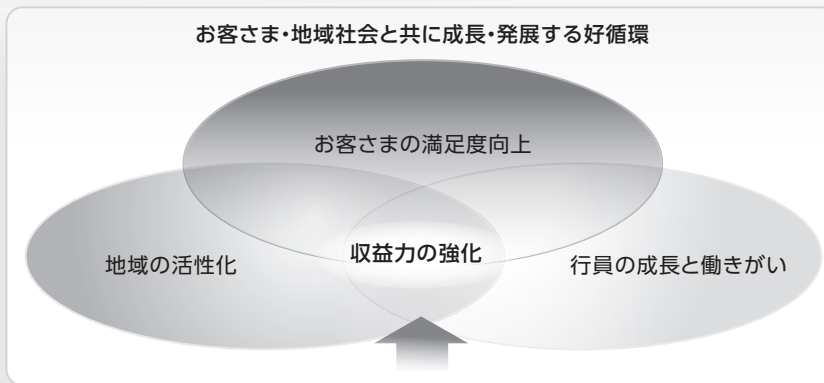 お客さま・地域社会と共に成長・発展する好循環
お客さまの満足度向上
収益力の強化
地域の活性化
行員の成長と働きがい